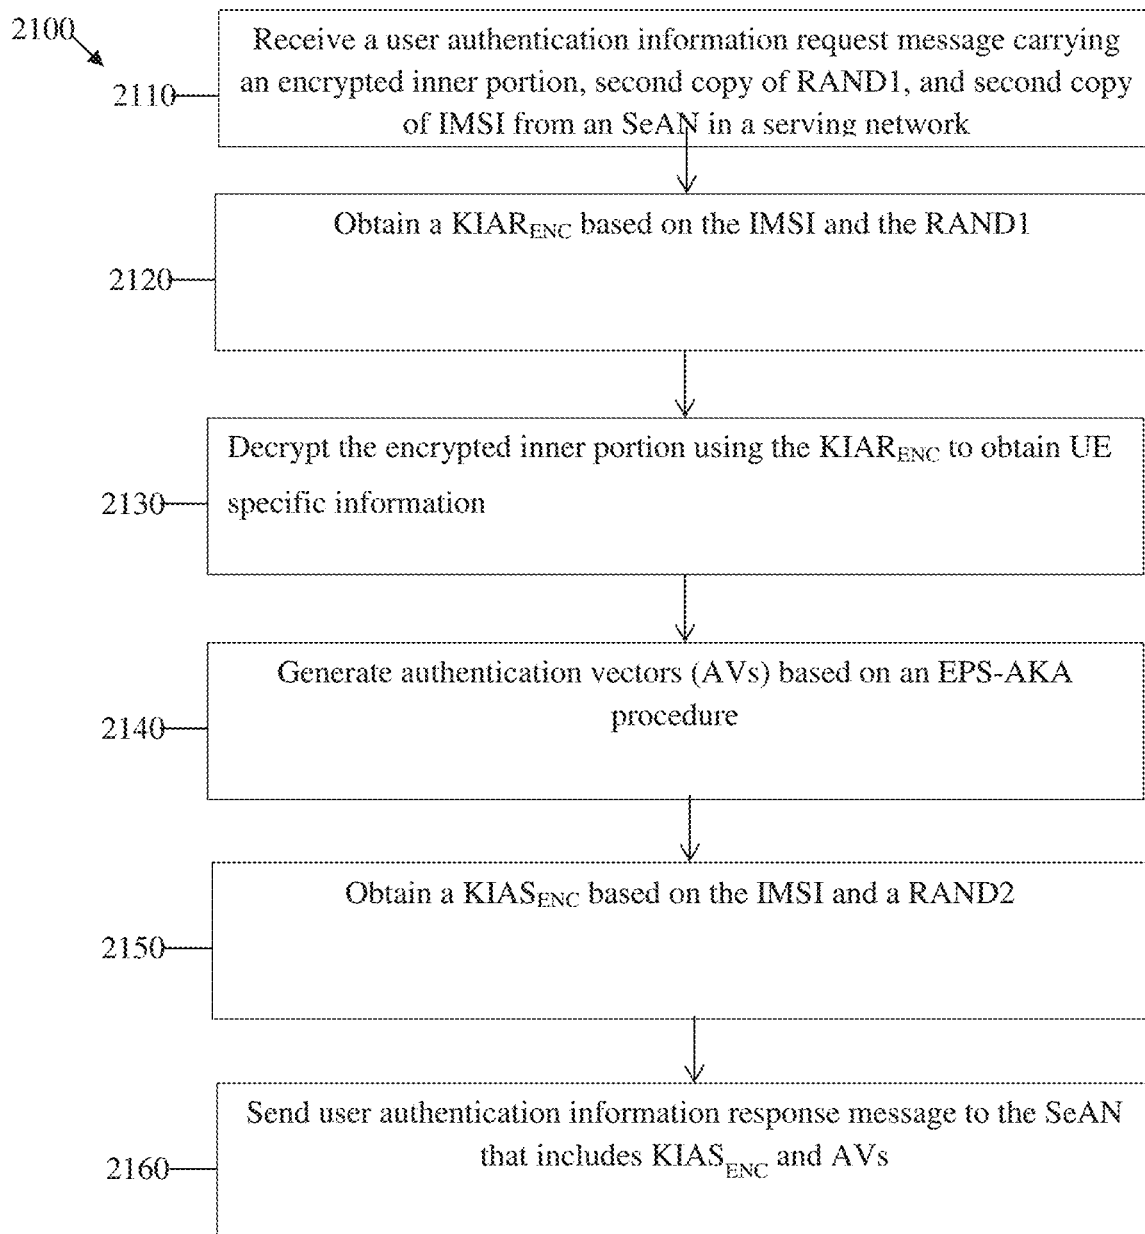 2100
Receive a user authentication information request message carrying
2110
an encrypted inner portion, second copy of RAND1, and second copy
of IMSI from an SeAN in a serving network
Obtain a KIAR_ENC based on the IMSI and the RAND1
2120
Decrypt the encrypted inner portion using the KIAR_ENC to obtain UE
2130
specific information
Generate authentication vectors (AVs) based on an EPS-AKA
procedure
2140
Obtain a KIAS_ENC based on the IMSI and a RAND2
2150
Send user authentication information response message to the SeAN
that includes KIAS_ENC and AVs
2160